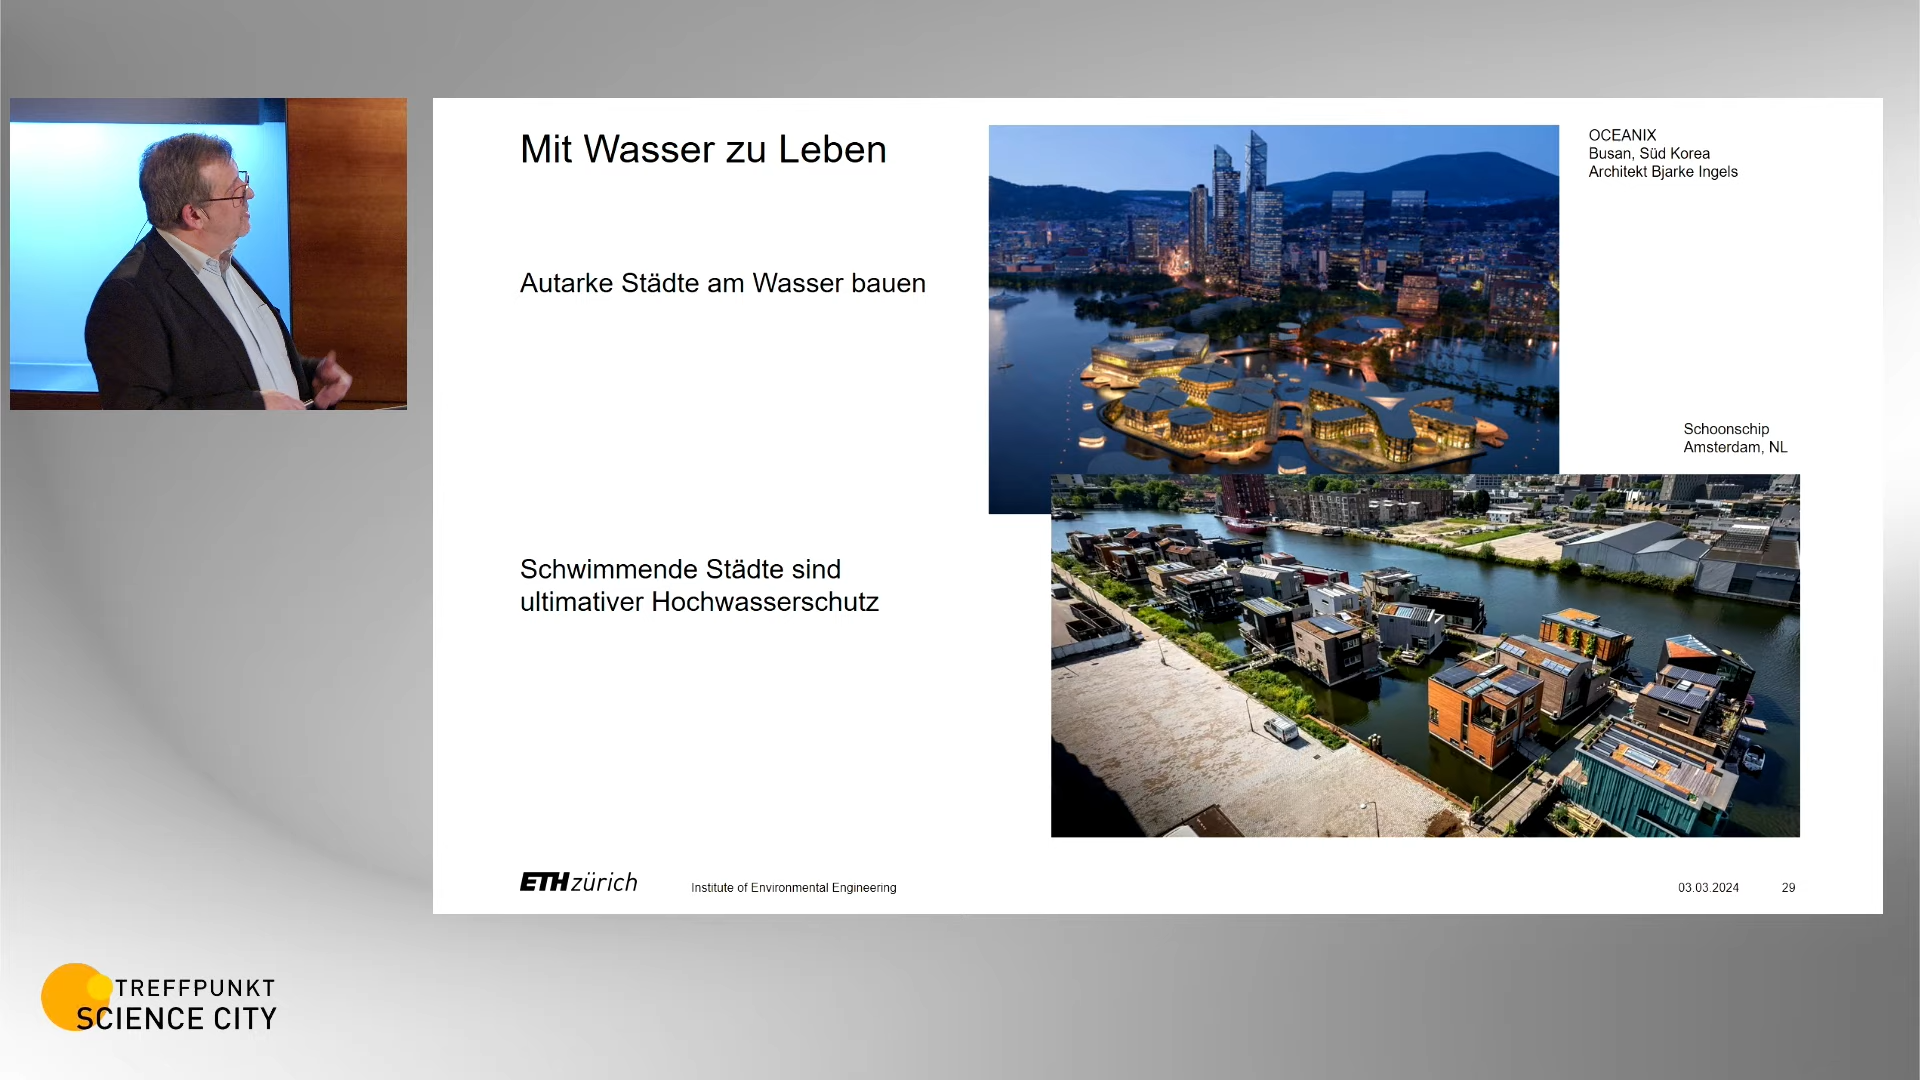 Mit Wasser zu Leben
Autarke Städte am Wasser bauen
Schwimmende Städte sind
ultimativer Hochwasserschutz
OCEANIX
Busan, Süd Korea
Architekt Bjarke Ingels
Schoonschip
Amsterdam, NL
ETH zürich
Institute of Environmental Engineering
03.03.2024
29
TREFFPUNKT
SCIENCE CITY